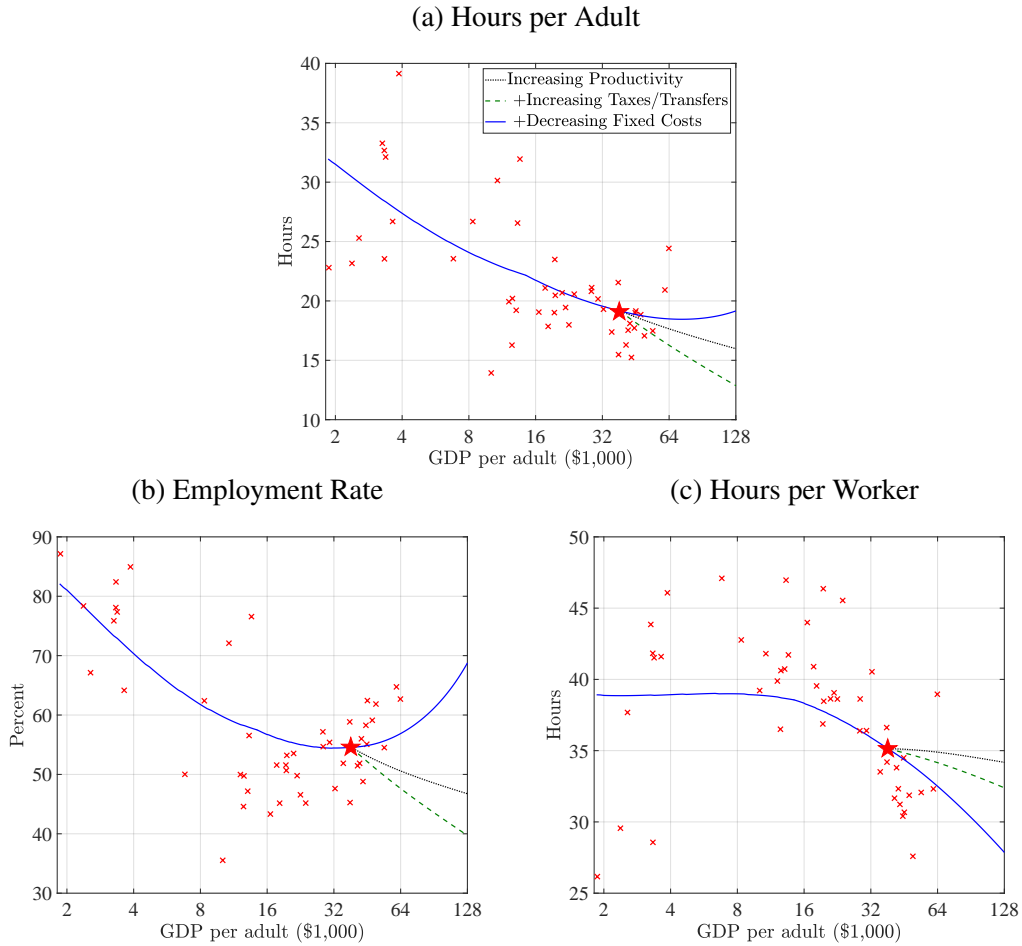 (a) Hours per Adult
40
35
30
25
20
15
10
Hours
Increasing Productivity
+Increasing Taxes/Transfers
+Decreasing Fixed Costs
2 4 8 16 32 64 128
GDP per adult ($1,000)
(b) Employment Rate
90
80
70
60
50
40
30
Percent
2 4 8 16 32 64 128
GDP per adult ($1,000)
(c) Hours per Worker
50
45
40
35
30
25
Hours
2 4 8 16 32 64 128
GDP per adult ($1,000)